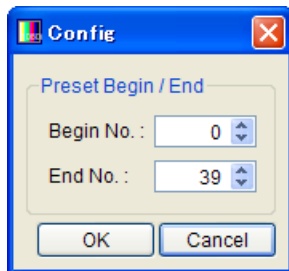 Config
Preset Begin / End
Begin No. : 0
End No. : 39
OK Cancel